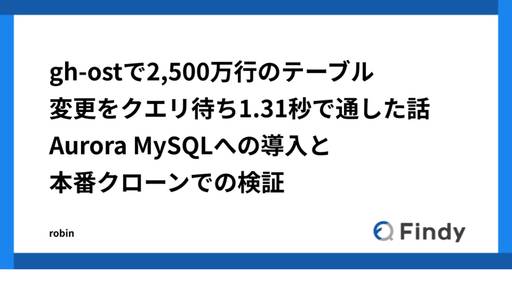 gh-ostで2,500万行のテーブル
変更をクエリ待ち1.31秒で通した話
Aurora MySQLへの導入と
本番クローンでの検証
robin
Findy